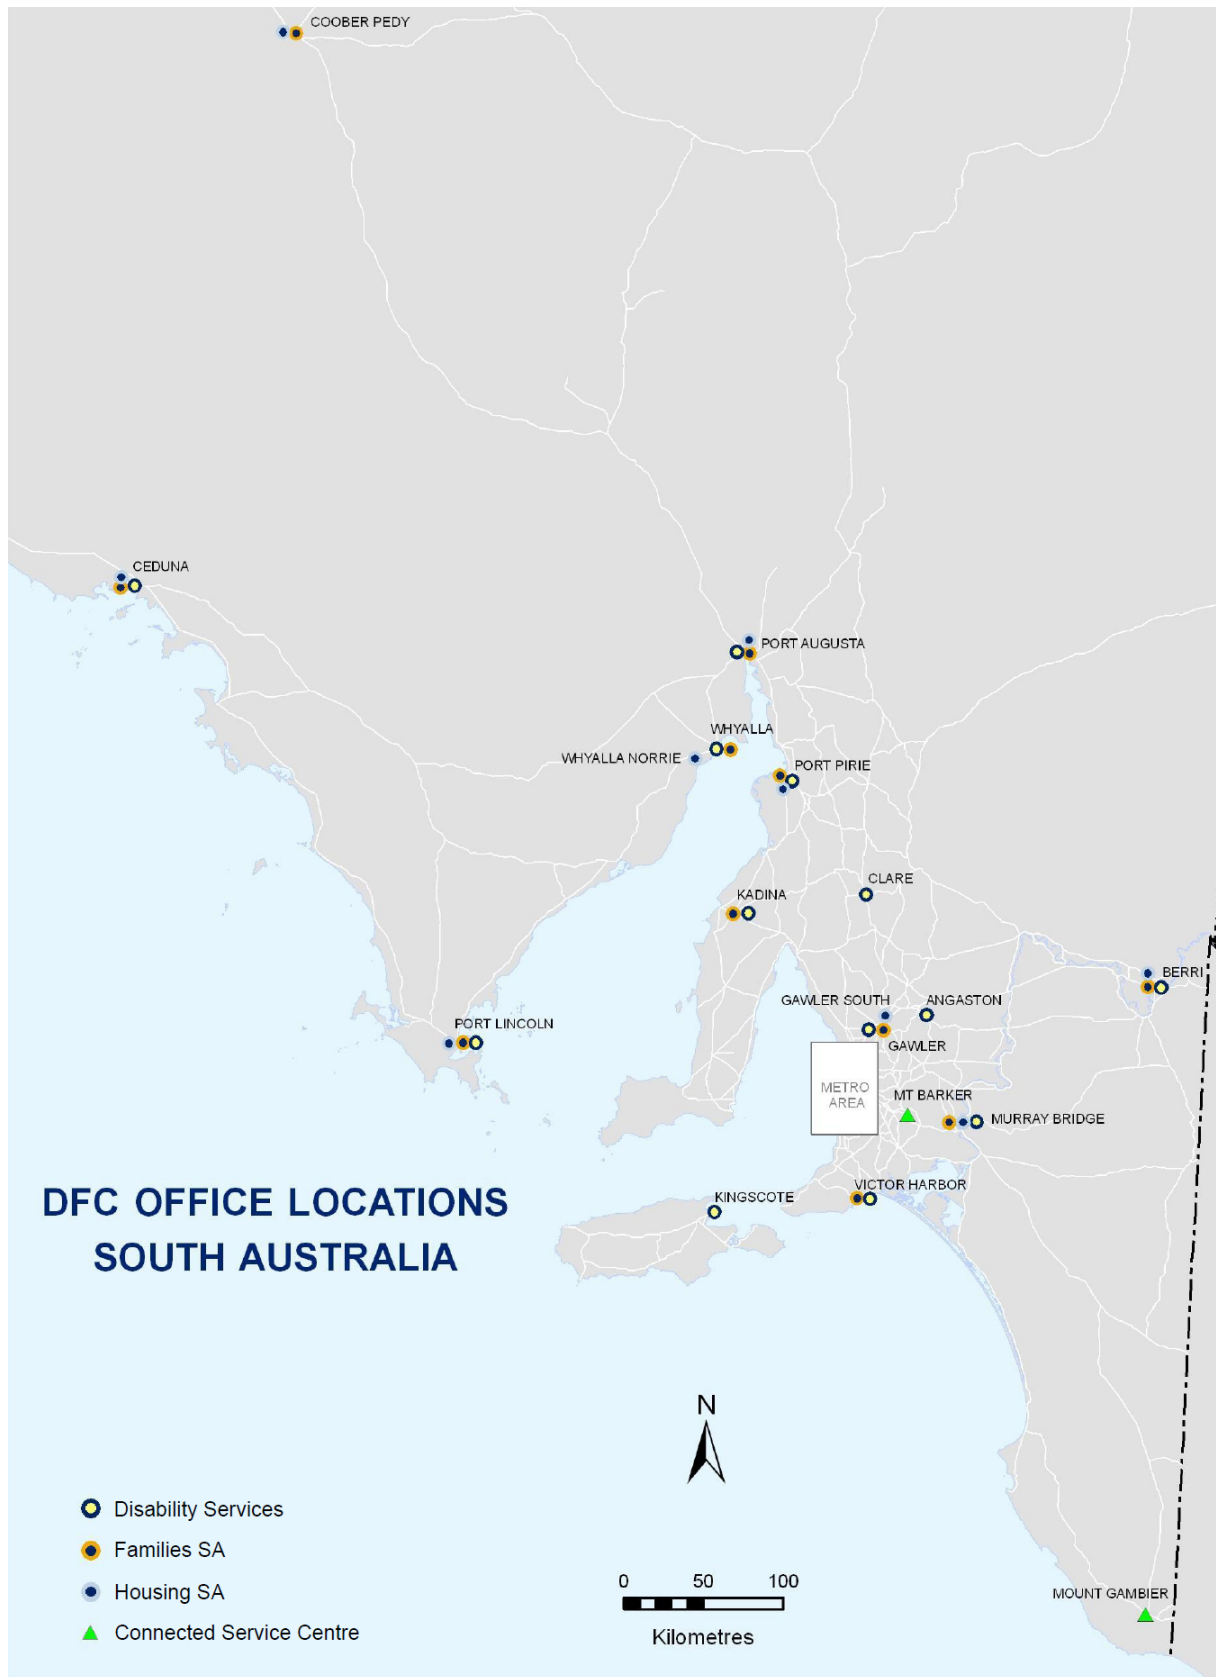 COOBER PEDY
CEDUNA
PORT AUGUSTA
WHYALLA
WHYALLA NORRIE
PORT PIRIE
CLARE
KADINA
BERRI
GAWLER SOUTH
ANGASTON
PORT LINCOLN
GAWLER
METRO
AREA
MT BARKER
MURRAY BRIDGE
VICTOR HARBOR
KINGSCOTE
DFC OFFICE LOCATIONS
SOUTH AUSTRALIA
N
Disability Services
Families SA
Housing SA
Connected Service Centre
0 50 100
Kilometres
MOUNT GAMBIER